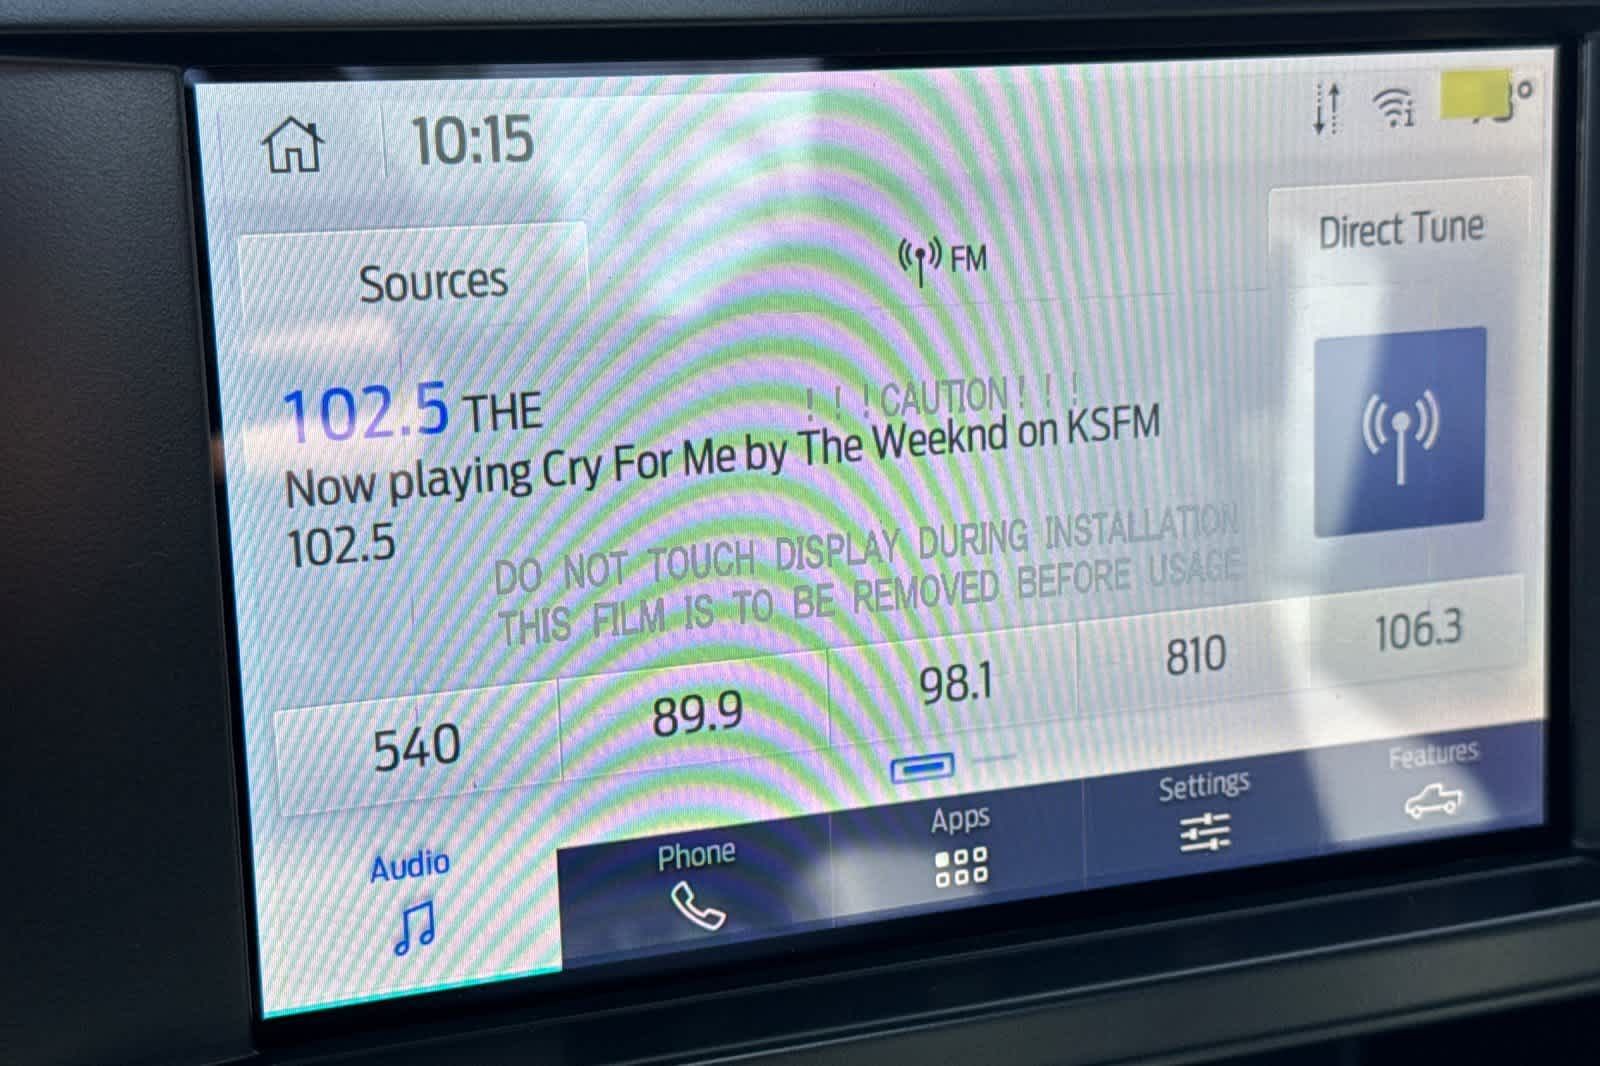 10:15
Sources
FM
Direct Tune
102.5 THE
! ! ! CAUTION ! ! !
Now playing Cry For Me by The Weeknd on KSFM
102.5
DO NOT TOUCH DISPLAY DURING INSTALLATION
THIS FILM IS TO BE REMOVED BEFORE USAGE
540
89.9
98.1
810
106.3
Audio
Phone
Apps
Settings
Features